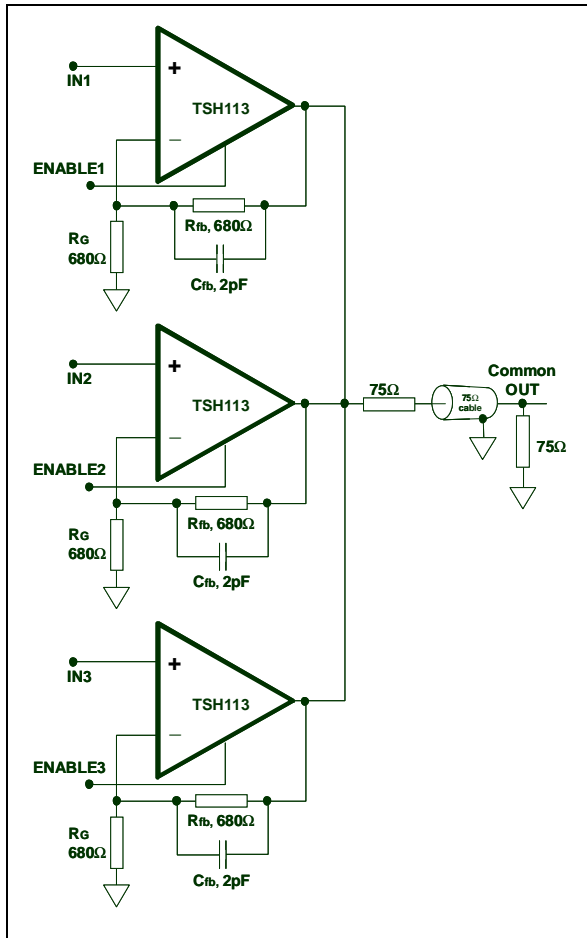 +
IN1
TSH113
−
ENABLE1
Rfb, 680Ω
RG
680Ω
Cfb, 2pF
+
IN2
TSH113
−
ENABLE2
Rfb, 680Ω
RG
680Ω
Cfb, 2pF
75Ω
75Ω
cable
Common
OUT
75Ω
+
IN3
TSH113
−
ENABLE3
Rfb, 680Ω
RG
680Ω
Cfb, 2pF